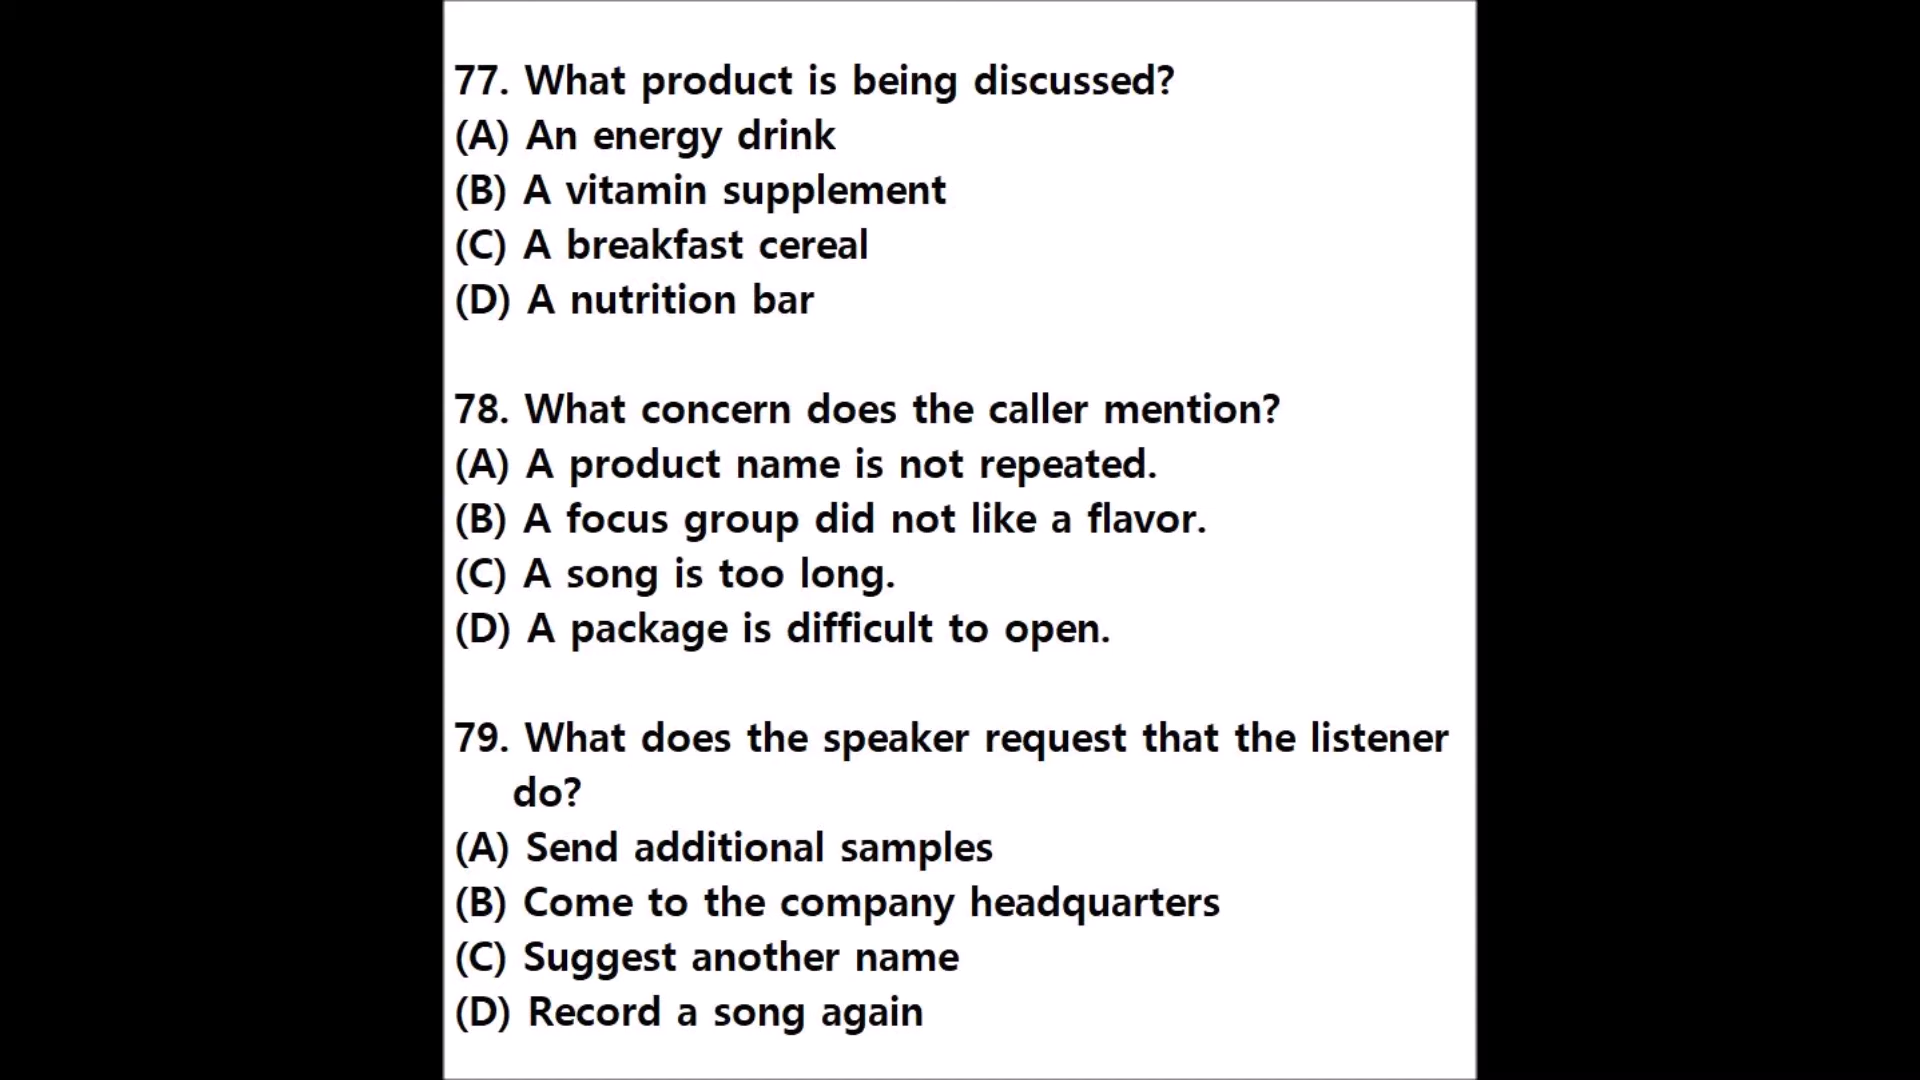 77. What product is being discussed?
(A) An energy drink
(B) A vitamin supplement
(C) A breakfast cereal
(D) A nutrition bar
78. What concern does the caller mention?
(A) A product name is not repeated.
(B) A focus group did not like a flavor.
(C) A song is too long.
(D) A package is difficult to open.
79. What does the speaker request that the listener
do?
(A) Send additional samples
(B) Come to the company headquarters
(C) Suggest another name
(D) Record a song again